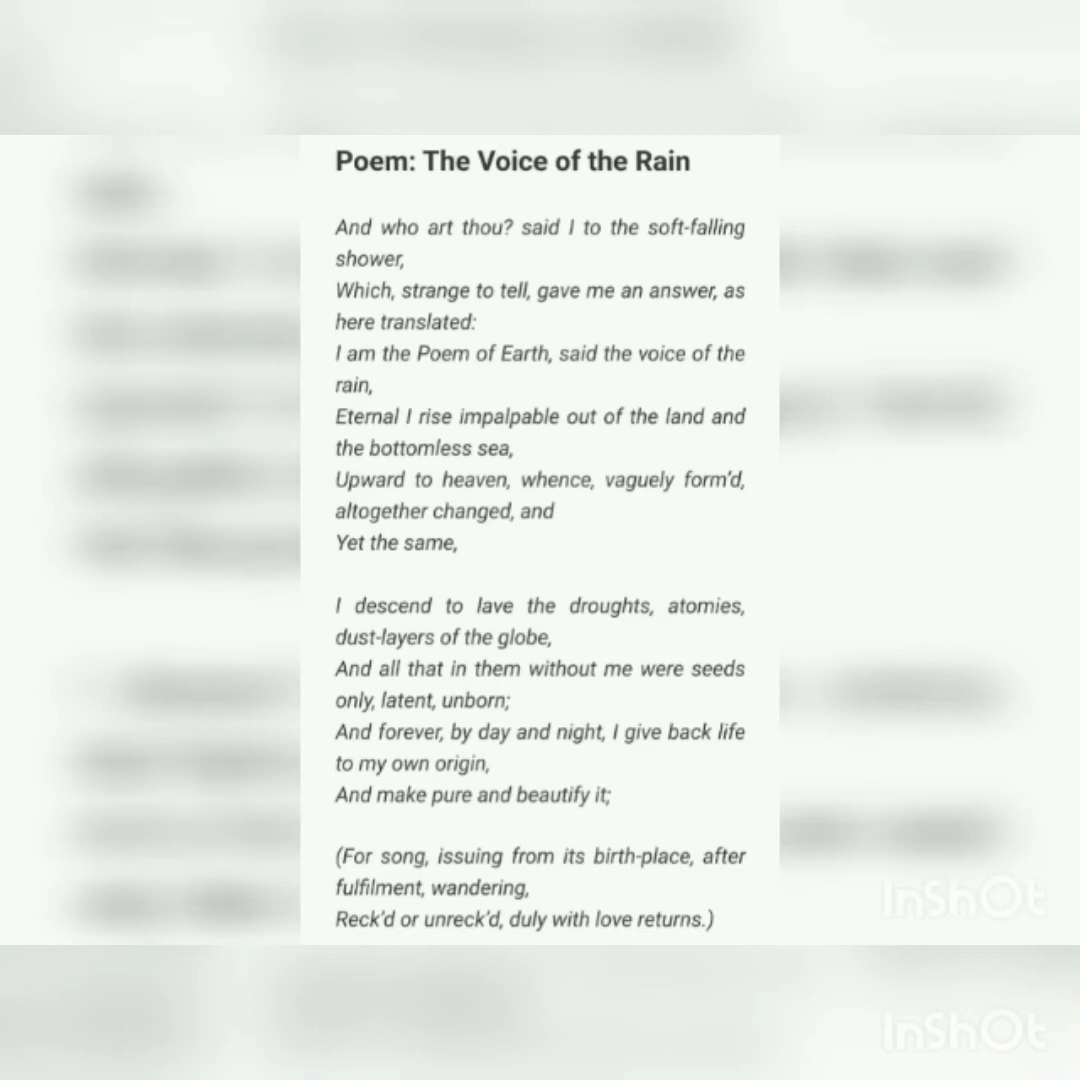 Poem: The Voice of the Rain
And who art thou? said I to the soft-falling
shower,
Which, strange to tell, gave me an answer, as
here translated:
I am the Poem of Earth, said the voice of the
rain,
Eternal I rise impalpable out of the land and
the bottomless sea,
Upward to heaven, whence, vaguely form'd,
altogether changed, and
Yet the same,
I descend to lave the droughts, atomies,
dust-layers of the globe,
And all that in them without me were seeds
only, latent, unborn;
And forever, by day and night, I give back life
to my own origin,
And make pure and beautify it;
(For song, issuing from its birth-place, after
fulfilment, wandering,
Reck'd or unreck'd, duly with love returns.)
InShOt
InShOt